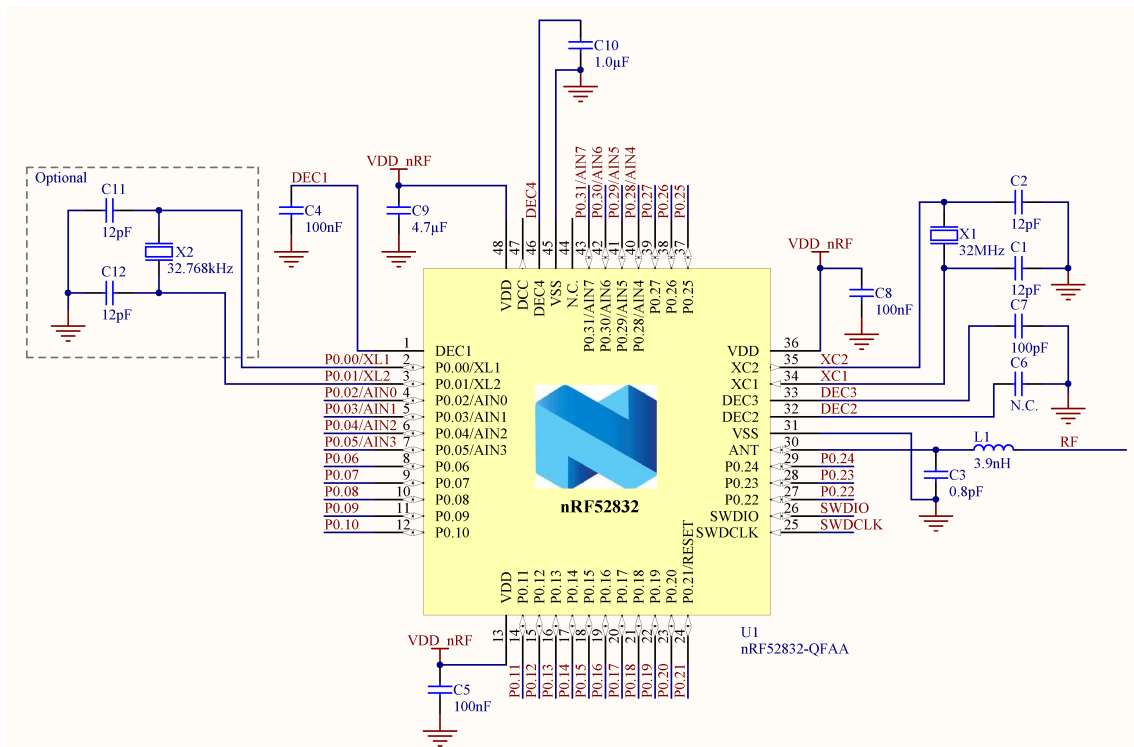 C10
1.0µF
Optional
C11
12pF
X2
32.768kHz
C12
12pF
DEC1
C4
100nF
VDD_nRF
C9
4.7µF
DEC4
P0.31/AIN7
P0.30/AIN6
P0.29/AIN5
P0.28/AIN4
P0.27
P0.26
P0.25
48
47
46
45
44
43
42
41
40
39
38
37
VDD
DCC
DEC4
VSS
N.C.
P0.31/AIN7
P0.30/AIN6
P0.29/AIN5
P0.28/AIN4
P0.27
P0.26
P0.25
C2
12pF
X1
32MHz
C1
12pF
VDD_nRF
C8
100nF
C7
100pF
C6
N.C.
1 DEC1
P0.00/XL1 2 P0.00/XL1
P0.01/XL2 3 P0.01/XL2
P0.02/AIN0 4 P0.02/AIN0
P0.03/AIN1 5 P0.03/AIN1
P0.04/AIN2 6 P0.04/AIN2
P0.05/AIN3 7 P0.05/AIN3
P0.06 8 P0.06
P0.07 9 P0.07
P0.08 10 P0.08
P0.09 11 P0.09
P0.10 12 P0.10
nRF52832
VDD 36
XC2 35 XC2
XC1 34 XC1
DEC3 33 DEC3
DEC2 32 DEC2
VSS 31
ANT 30
P0.24 29 P0.24
P0.23 28 P0.23
P0.22 27 P0.22
SWDIO 26 SWDIO
SWDCLK 25 SWDCLK
L1
3.9nH
RF
C3
0.8pF
VDD
P0.11
P0.12
P0.13
P0.14
P0.15
P0.16
P0.17
P0.18
P0.19
P0.20
P0.21/RESET
13
14
15
16
17
18
19
20
21
22
23
24
P0.11
P0.12
P0.13
P0.14
P0.15
P0.16
P0.17
P0.18
P0.19
P0.20
P0.21
VDD_nRF
C5
100nF
U1
nRF52832-QFAA